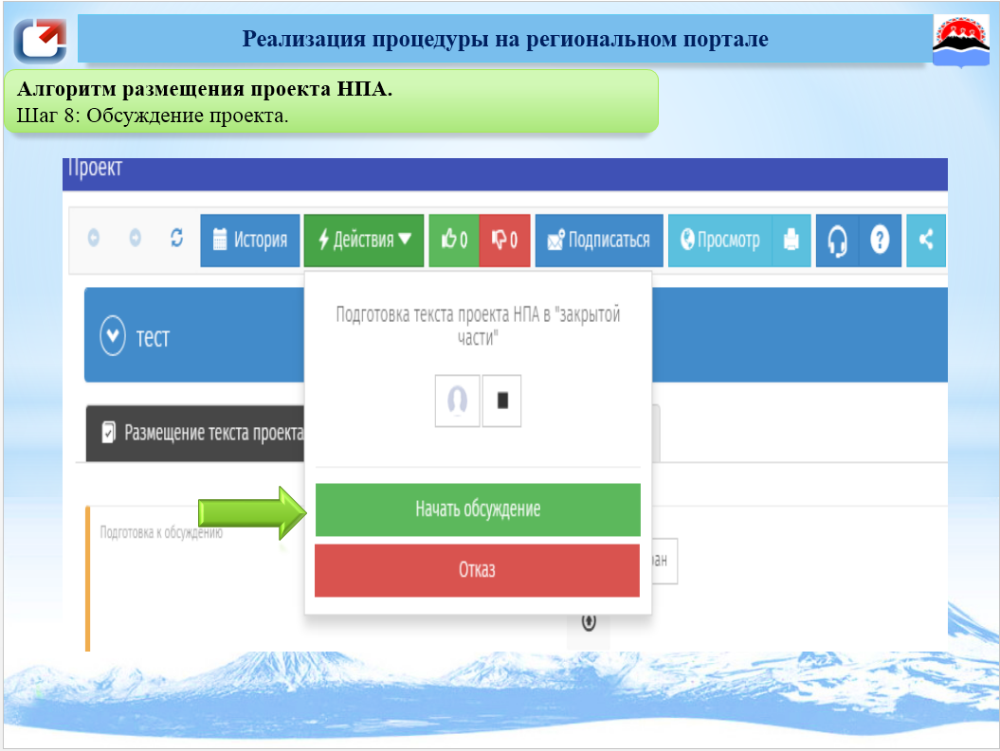 Реализация процедуры на региональном портале
Алгоритм размещения проекта НПА.
Шаг 8: Обсуждение проекта.
Проект
История
Действия
0
0
Подписаться
Просмотр
?
Подготовка текста проекта НПА в "закрытой
части"
тест
Размещение текста проекта
Начать обсуждение
Подготовка к обсуждению
Отказ